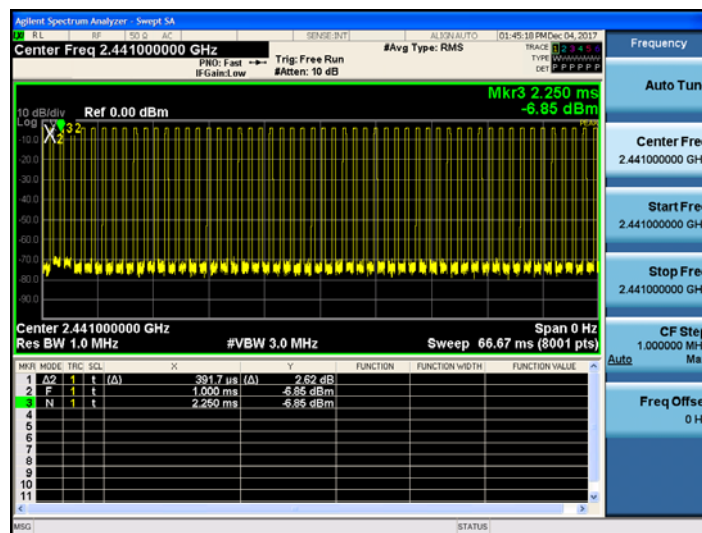 Agilent Spectrum Analyzer - Swept SA
RL RF 50 Ω AC SENSE:INT ALIGN AUTO 01:45:18 PM Dec 04, 2017
Center Freq 2.441000000 GHz
PNO: Fast
IFGain:Low
Trig: Free Run
#Atten: 10 dB
#Avg Type: RMS
TRACE 1 2 3 4 5 6
TYPE
DET P P P P P P
Mkr3 2.250 ms
-6.85 dBm
10 dB/div Ref 0.00 dBm
Log
PEAK
3 2
X 2
-10.0
-20.0
-30.0
-40.0
-50.0
-60.0
-70.0
-80.0
-90.0
Center 2.441000000 GHz Span 0 Hz
Res BW 1.0 MHz #VBW 3.0 MHz Sweep 66.67 ms (8001 pts)
MKR MODE TRC SCL X Y FUNCTION FUNCTION WIDTH FUNCTION VALUE
1 Δ2 1 t (Δ) 391.7 µs (Δ) 2.62 dB
2 F 1 t 1.000 ms -6.85 dBm
3 N 1 t 2.250 ms -6.85 dBm
4
5
6
7
8
9
10
11
MSG STATUS
Frequency
Auto Tun
Center Fre
2.441000000 GH
Start Fre
2.441000000 GH
Stop Fre
2.441000000 GH
CF Step
1.000000 MH
Auto Ma
Freq Offse
0 H